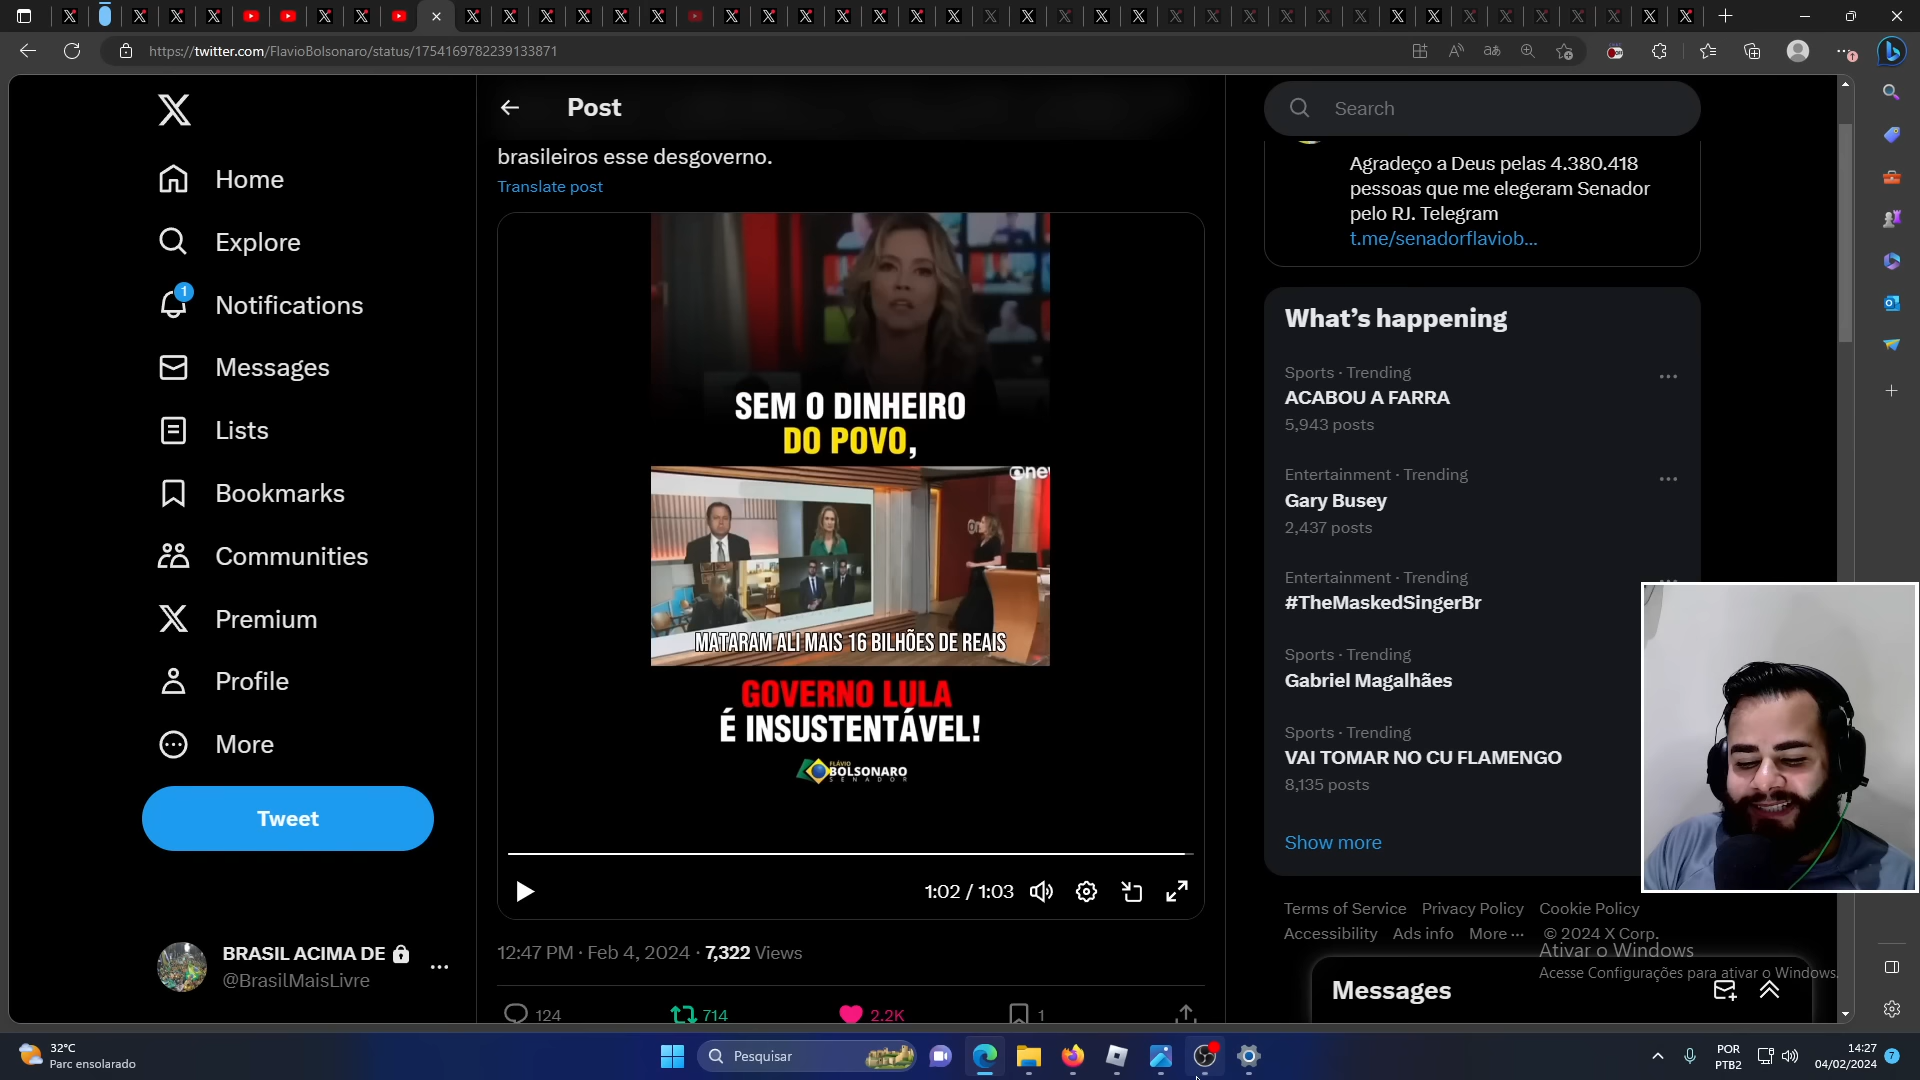 https://twitter.com/FlavioBolsonaro/status/1754169782239133871
Post
Search
Home
Explore
1
Notifications
Messages
Lists
Bookmarks
Communities
Premium
Profile
More
Tweet
BRASIL ACIMA DE
@BrasilMaisLivre
brasileiros esse desgoverno.
Translate post
SEM O DINHEIRO
DO POVO,
MATARAM ALI MAIS 16 BILHÕES DE REAIS
GOVERNO LULA
É INSUSTENTÁVEL!
FLÁVIO
BOLSONARO
SENADOR
1:02 / 1:03
12:47 PM · Feb 4, 2024 · 7,322 Views
124
714
2.2K
1
Agradeço a Deus pelas 4.380.418
pessoas que me elegeram Senador
pelo RJ. Telegram
t.me/senadorflaviob...
What's happening
Sports · Trending
ACABOU A FARRA
5,943 posts
Entertainment · Trending
Gary Busey
2,437 posts
Entertainment · Trending
#TheMaskedSingerBr
Sports · Trending
Gabriel Magalhães
Sports · Trending
VAI TOMAR NO CU FLAMENGO
8,135 posts
Show more
Terms of Service Privacy Policy Cookie Policy
Accessibility Ads info More ··· © 2024 X Corp.
Ativar o Windows
Acesse Configurações para ativar o Windows.
Messages
32°C
Parc ensolarado
Pesquisar
POR
PTB2
14:27
04/02/2024
7